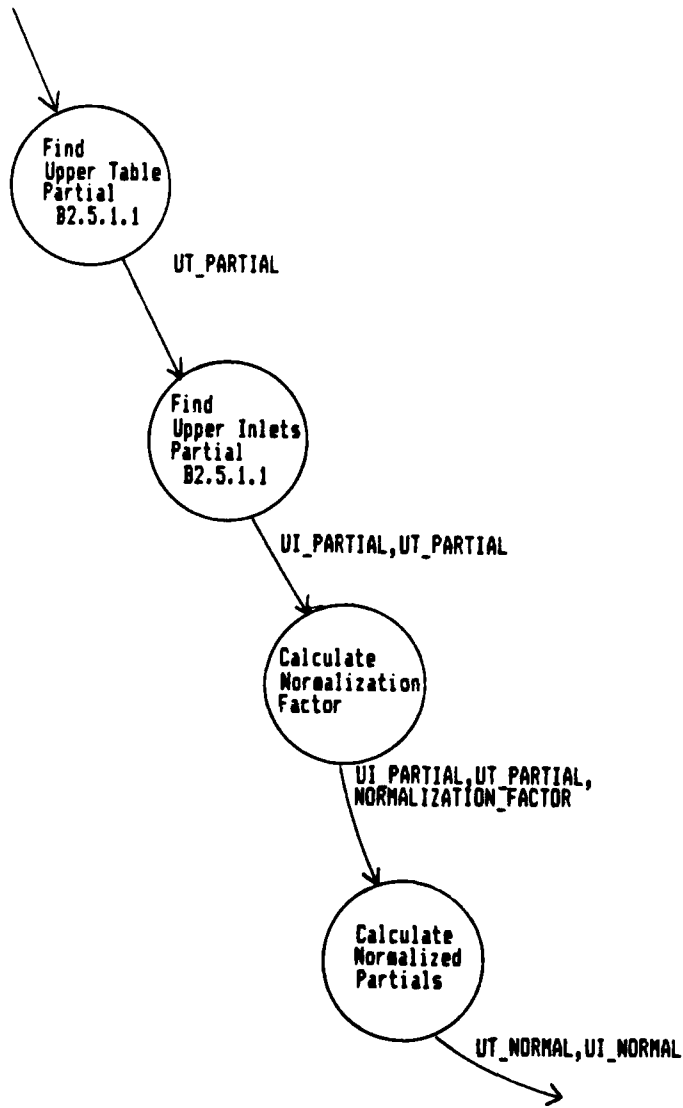 Find
Upper Table
Partial
B2.5.1.1
UT_PARTIAL
Find
Upper Inlets
Partial
B2.5.1.1
UI_PARTIAL,UT_PARTIAL
Calculate
Normalization
Factor
UI_PARTIAL,UT_PARTIAL,
NORMALIZATION_FACTOR
Calculate
Normalized
Partials
UT_NORMAL,UI_NORMAL